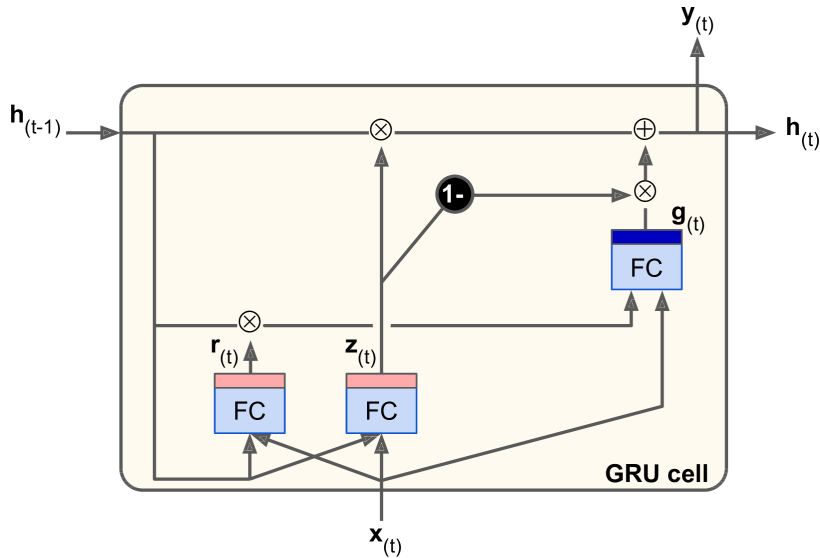 y(t)
h(t-1)
⊗
⊕
h(t)
1-
⊗
g(t)
FC
⊗
r(t)
z(t)
FC
FC
GRU cell
x(t)